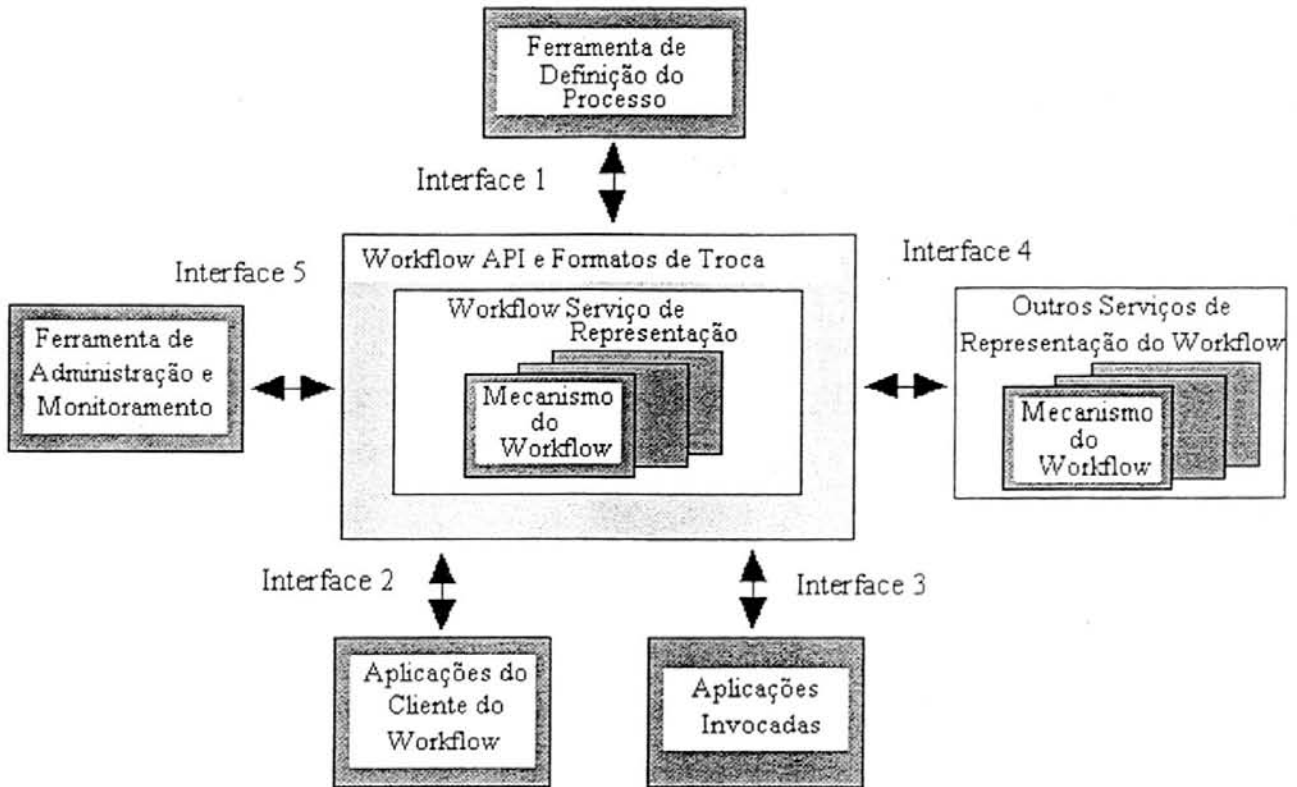 Ferramenta de
Definição do
Processo
Interface 1
Interface 5
Workflow API e Formatos de Troca
Interface 4
Workflow Serviço de
Representação
Mecanismo
do
Workflow
Ferramenta de
Administração e
Monitoramento
Outros Serviços de
Representação do Workflow
Mecanismo
do
Workflow
Interface 2
Interface 3
Aplicações do
Cliente do
Workflow
Aplicações
Invocadas